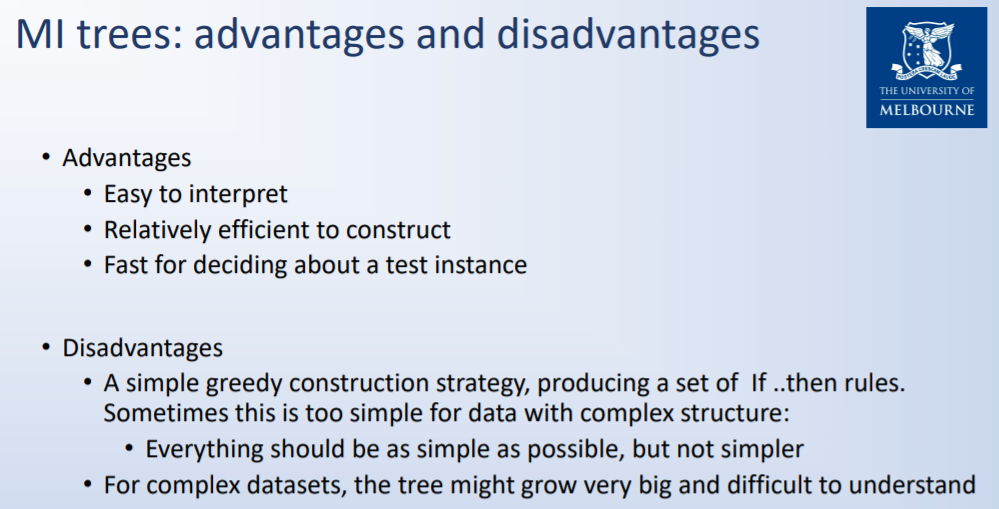 MI trees: advantages and disadvantages
THE UNIVERSITY OF
MELBOURNE
• Advantages
• Easy to interpret
• Relatively efficient to construct
• Fast for deciding about a test instance
• Disadvantages
• A simple greedy construction strategy, producing a set of If ..then rules.
Sometimes this is too simple for data with complex structure:
• Everything should be as simple as possible, but not simpler
• For complex datasets, the tree might grow very big and difficult to understand